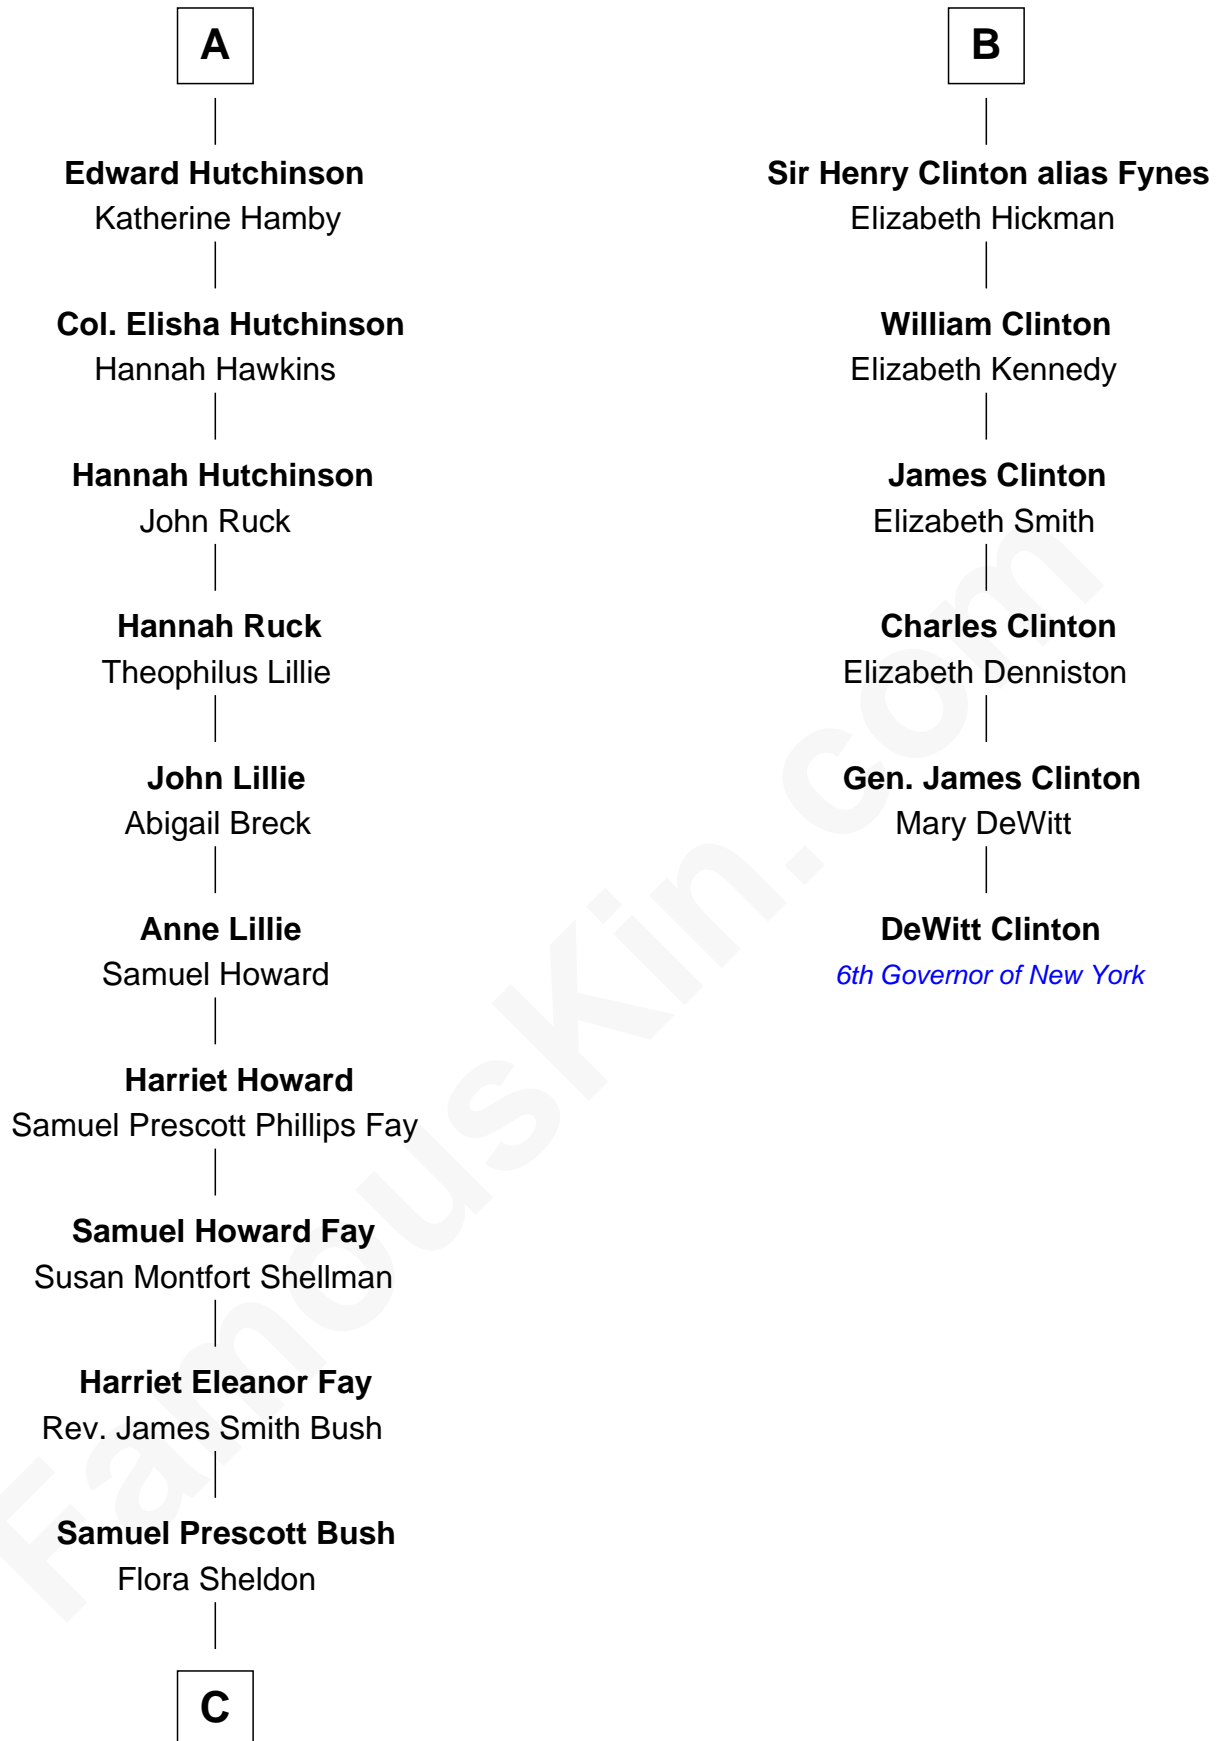 A
Edward Hutchinson
Katherine Hamby
Col. Elisha Hutchinson
Hannah Hawkins
Hannah Hutchinson
John Ruck
Hannah Ruck
Theophilus Lillie
John Lillie
Abigail Breck
Anne Lillie
Samuel Howard
Harriet Howard
Samuel Prescott Phillips Fay
Samuel Howard Fay
Susan Montfort Shellman
Harriet Eleanor Fay
Rev. James Smith Bush
Samuel Prescott Bush
Flora Sheldon
C
B
Sir Henry Clinton alias Fynes
Elizabeth Hickman
William Clinton
Elizabeth Kennedy
James Clinton
Elizabeth Smith
Charles Clinton
Elizabeth Denniston
Gen. James Clinton
Mary DeWitt
DeWitt Clinton
6th Governor of New York
FamousKin.com